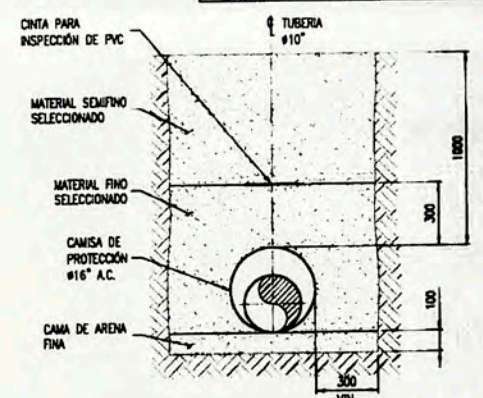 CINTA PARA
INSPECCIÓN DE PVC
℄ TUBERIA
ø10"
MATERIAL SEMIFINO
SELECCIONADO
1000
MATERIAL FINO
SELECCIONADO
300
CAMISA DE
PROTECCIÓN
ø16" A.C.
100
CAMA DE ARENA
FINA
300
MIN.